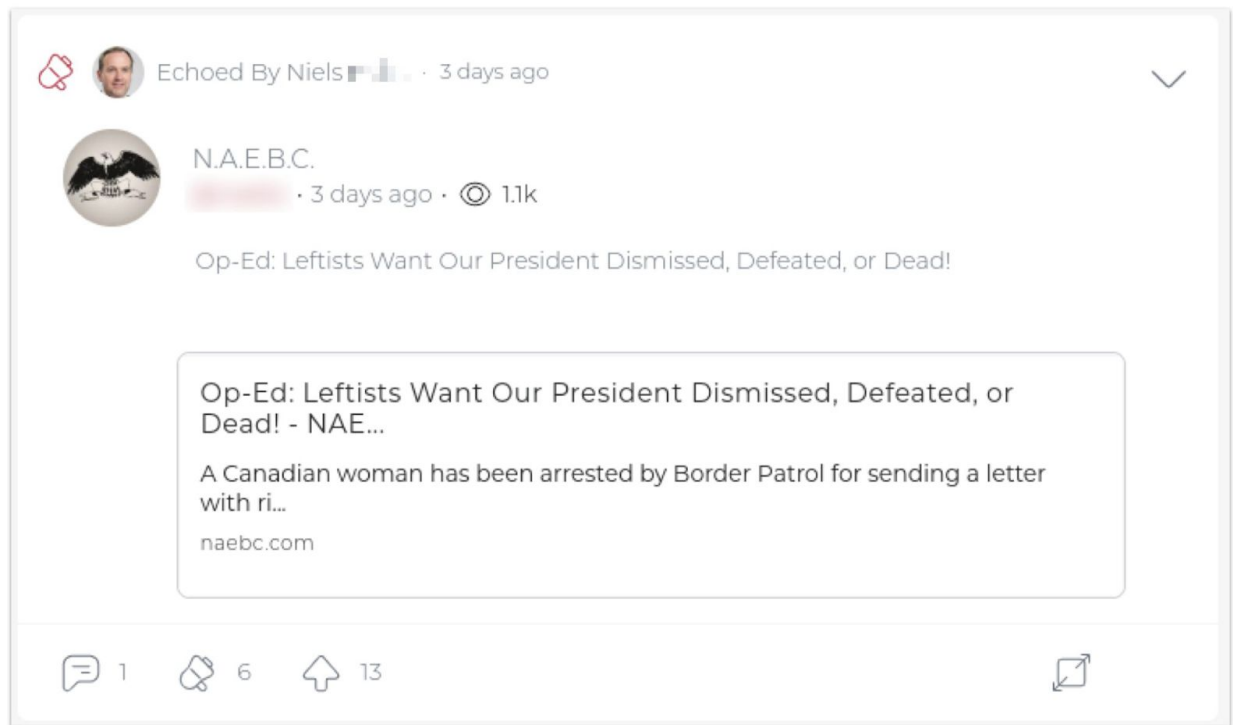 Echoed By Niels · 3 days ago
N.A.E.B.C.
· 3 days ago · 1.1k
Op-Ed: Leftists Want Our President Dismissed, Defeated, or Dead!
Op-Ed: Leftists Want Our President Dismissed, Defeated, or
Dead! - NAE...
A Canadian woman has been arrested by Border Patrol for sending a letter
with ri...
naebc.com
1 6 13